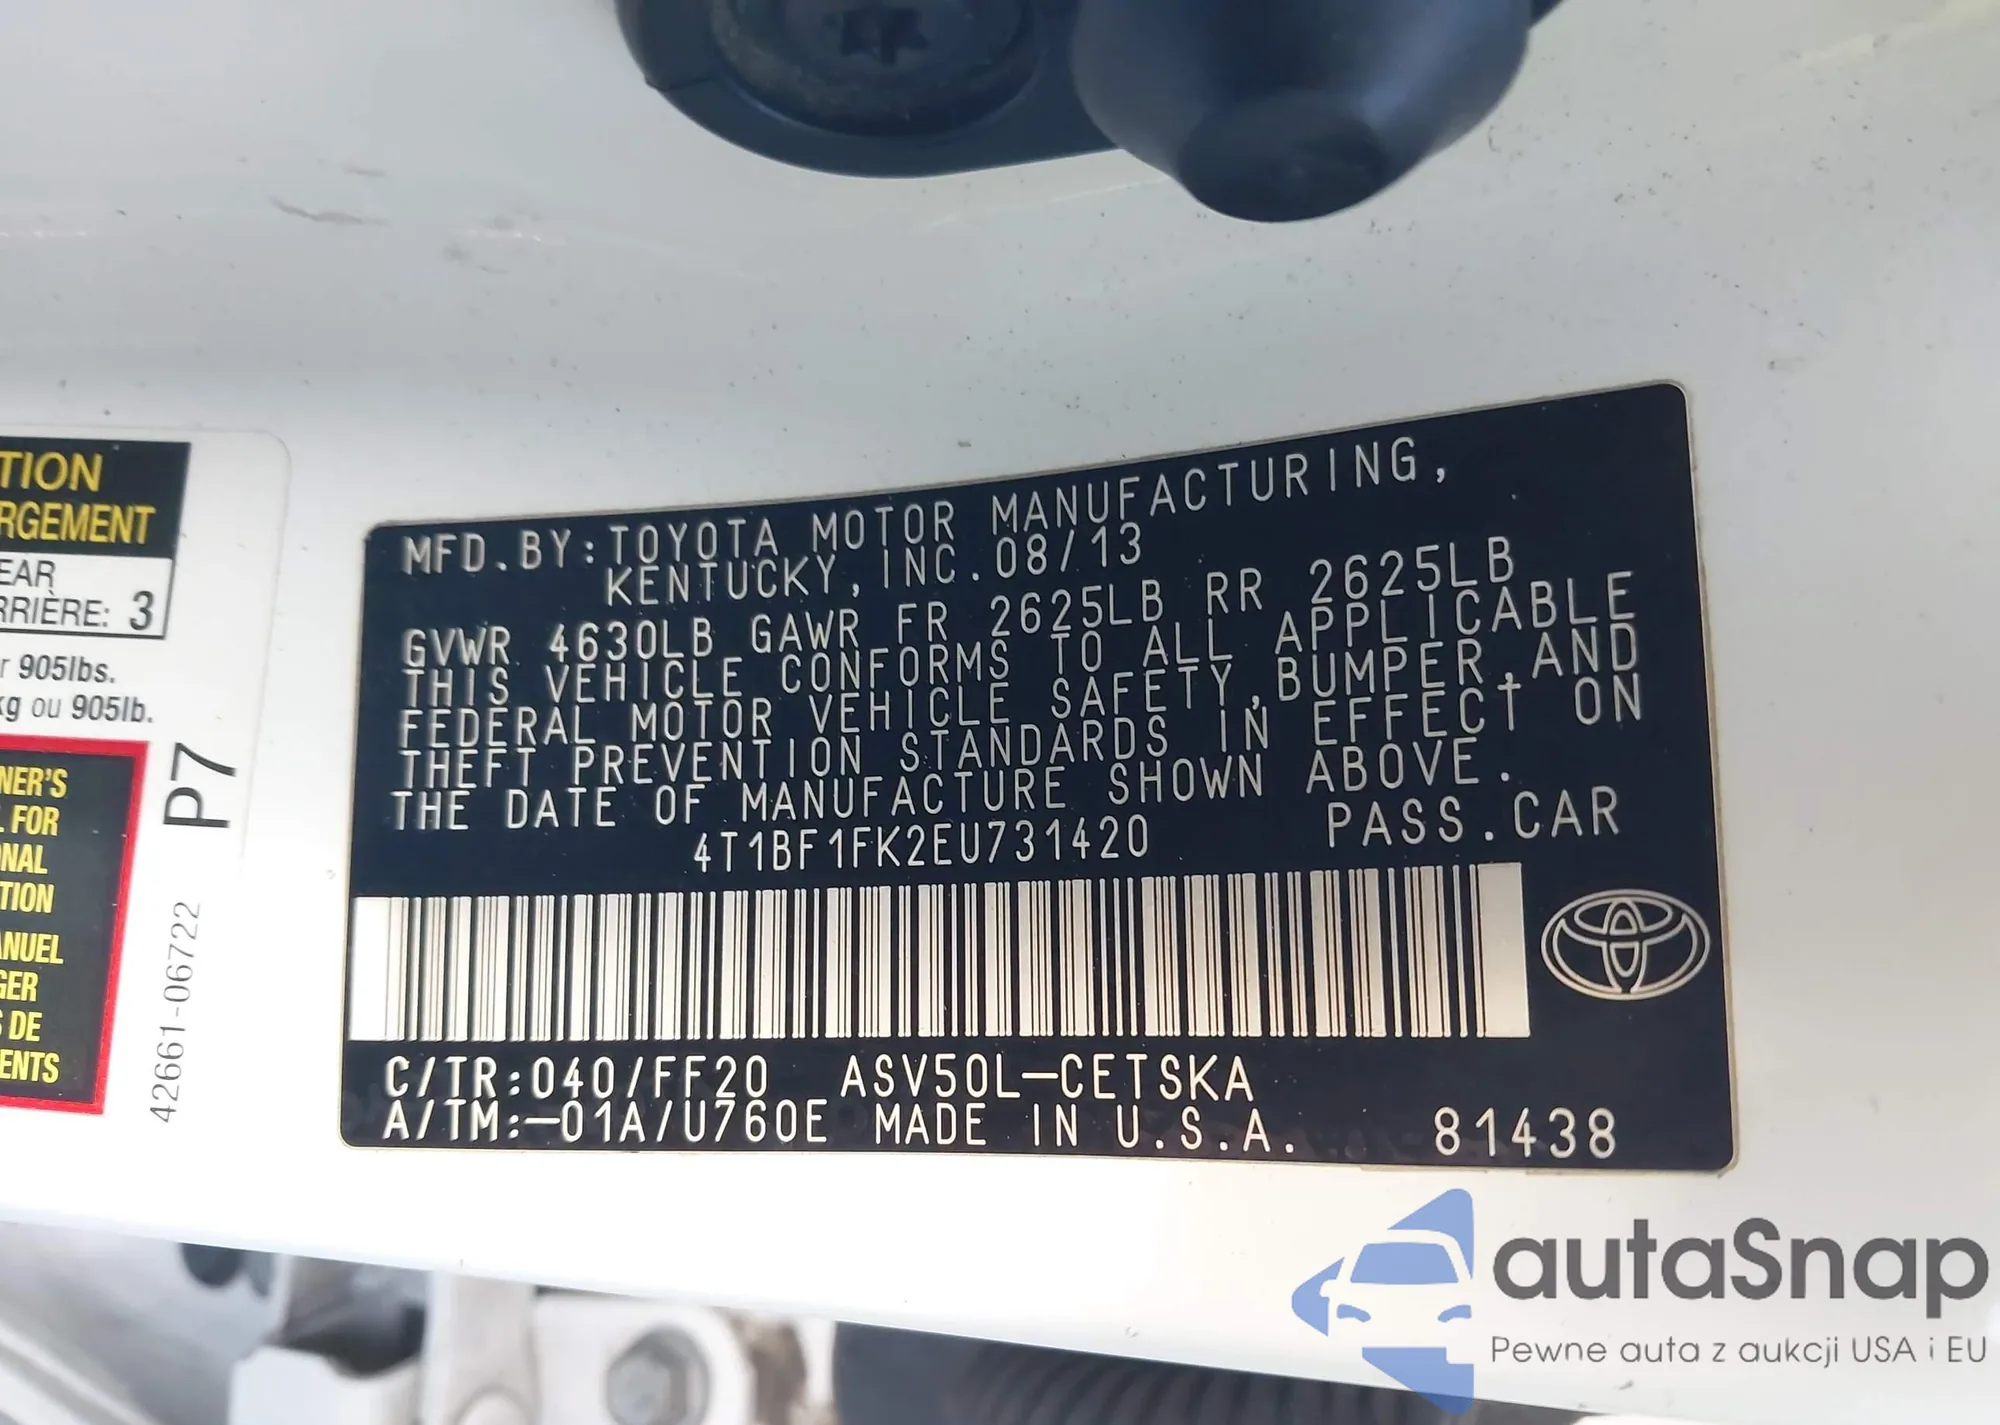 TION
RGEMENT
EAR
RRIÈRE: 3
r 905lbs.
kg ou 905lb.
NER'S
L FOR
NAL
TION
ANUEL
GER
S DE
ENTS
P7
42661-06722
MFD.BY:TOYOTA MOTOR MANUFACTURING,
KENTUCKY,INC.08/13
GVWR 4630LB GAWR FR 2625LB RR 2625LB
THIS VEHICLE CONFORMS TO ALL APPLICABLE
FEDERAL MOTOR VEHICLE SAFETY,BUMPER,AND
THEFT PREVENTION STANDARDS IN EFFECT ON
THE DATE OF MANUFACTURE SHOWN ABOVE.
4T1BF1FK2EU731420 PASS.CAR
C/TR:040/FF20 ASV50L-CETSKA
A/TM:-01A/U760E MADE IN U.S.A. 81438
autaSnap
Pewne auta z aukcji USA i EU